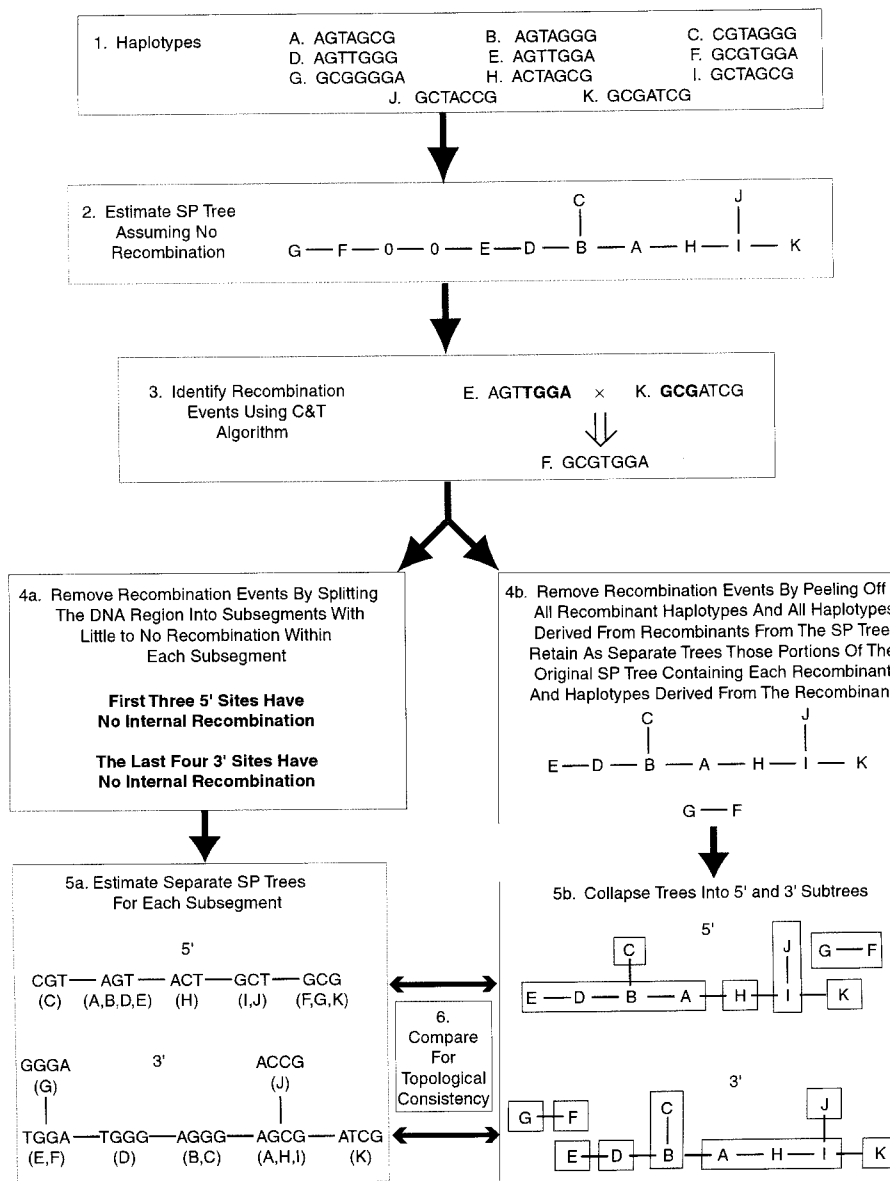 1. Haplotypes
A. AGTAGCG B. AGTAGGG C. CGTAGGG
D. AGTTGGG E. AGTTGGA F. GCGTGGA
G. GCGGGGA H. ACTAGCG I. GCTAGCG
J. GCTACCG K. GCGATCG
2. Estimate SP Tree
Assuming No
Recombination
C J
G F 0 0 E D B A H I K
3. Identify Recombination
Events Using C&T
Algorithm
E. AGTTGGA × K. GCGATCG
F. GCGTGGA
4a. Remove Recombination Events By Splitting
The DNA Region Into Subsegments With
Little to No Recombination Within
Each Subsegment
First Three 5' Sites Have
No Internal Recombination
The Last Four 3' Sites Have
No Internal Recombination
4b. Remove Recombination Events By Peeling Off
All Recombinant Haplotypes And All Haplotypes
Derived From Recombinants From The SP Tree
Retain As Separate Trees Those Portions Of The
Original SP Tree Containing Each Recombinant
And Haplotypes Derived From The Recombinan
C J
E D B A H I K
G F
5a. Estimate Separate SP Trees
For Each Subsegment
5'
CGT AGT ACT GCT GCG
(C) (A,B,D,E) (H) (I,J) (F,G,K)
GGGA 3' ACCG
(G) (J)
TGGA TGGG AGGG AGCG ATCG
(E,F) (D) (B,C) (A,H,I) (K)
6.
Compare
For
Topological
Consistency
5b. Collapse Trees Into 5' and 3' Subtrees
5'
C J G F
E D B A H I K
3'
G F C J
E D B A H I K